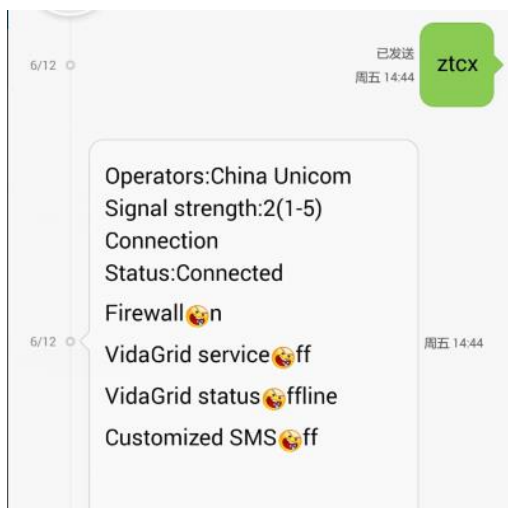 已发送
6/12
ztcx
周五 14:44
Operators:China Unicom
Signal strength:2(1-5)
Connection
Status:Connected
Firewall😜n
6/12
周五 14:44
VidaGrid service😜ff
VidaGrid status😜ffline
Customized SMS😜ff